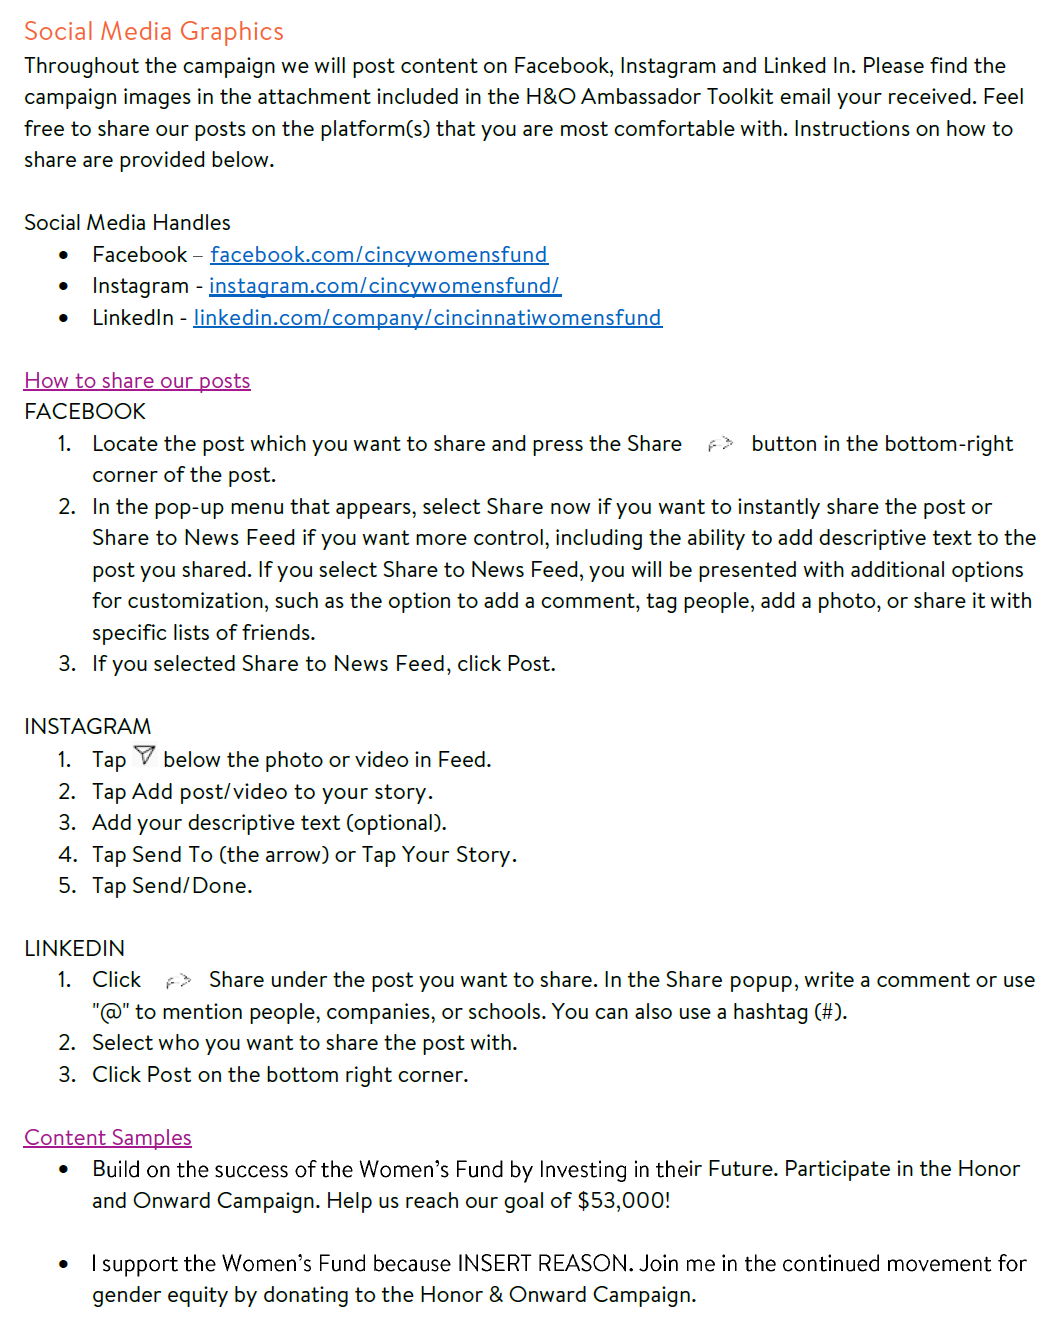 Social Media Graphics
Throughout the campaign we will post content on Facebook, Instagram and Linked In. Please find the
campaign images in the attachment included in the H&O Ambassador Toolkit email your received. Feel
free to share our posts on the platform(s) that you are most comfortable with. Instructions on how to
share are provided below.
Social Media Handles
• Facebook – facebook.com/cincywomensfund
• Instagram - instagram.com/cincywomensfund/
• LinkedIn - linkedin.com/company/cincinnatiwomensfund
How to share our posts
FACEBOOK
1. Locate the post which you want to share and press the Share button in the bottom-right
corner of the post.
2. In the pop-up menu that appears, select Share now if you want to instantly share the post or
Share to News Feed if you want more control, including the ability to add descriptive text to the
post you shared. If you select Share to News Feed, you will be presented with additional options
for customization, such as the option to add a comment, tag people, add a photo, or share it with
specific lists of friends.
3. If you selected Share to News Feed, click Post.
INSTAGRAM
1. Tap below the photo or video in Feed.
2. Tap Add post/video to your story.
3. Add your descriptive text (optional).
4. Tap Send To (the arrow) or Tap Your Story.
5. Tap Send/Done.
LINKEDIN
1. Click Share under the post you want to share. In the Share popup, write a comment or use
"@" to mention people, companies, or schools. You can also use a hashtag (#).
2. Select who you want to share the post with.
3. Click Post on the bottom right corner.
Content Samples
• Build on the success of the Women’s Fund by Investing in their Future. Participate in the Honor
and Onward Campaign. Help us reach our goal of $53,000!
• I support the Women’s Fund because INSERT REASON. Join me in the continued movement for
gender equity by donating to the Honor & Onward Campaign.